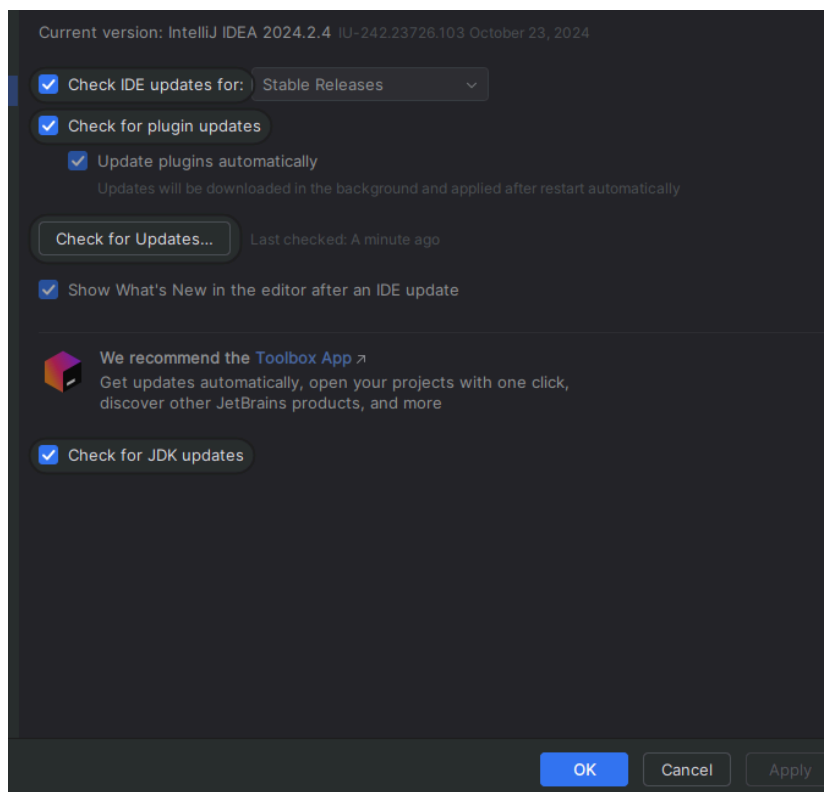 Current version: IntelliJ IDEA 2024.2.4 IU-242.23726.103 October 23, 2024
Check IDE updates for: Stable Releases
Check for plugin updates
Update plugins automatically
Updates will be downloaded in the background and applied after restart automatically
Check for Updates... Last checked: A minute ago
Show What's New in the editor after an IDE update
We recommend the Toolbox App ↗
Get updates automatically, open your projects with one click,
discover other JetBrains products, and more
Check for JDK updates
OK Cancel Apply